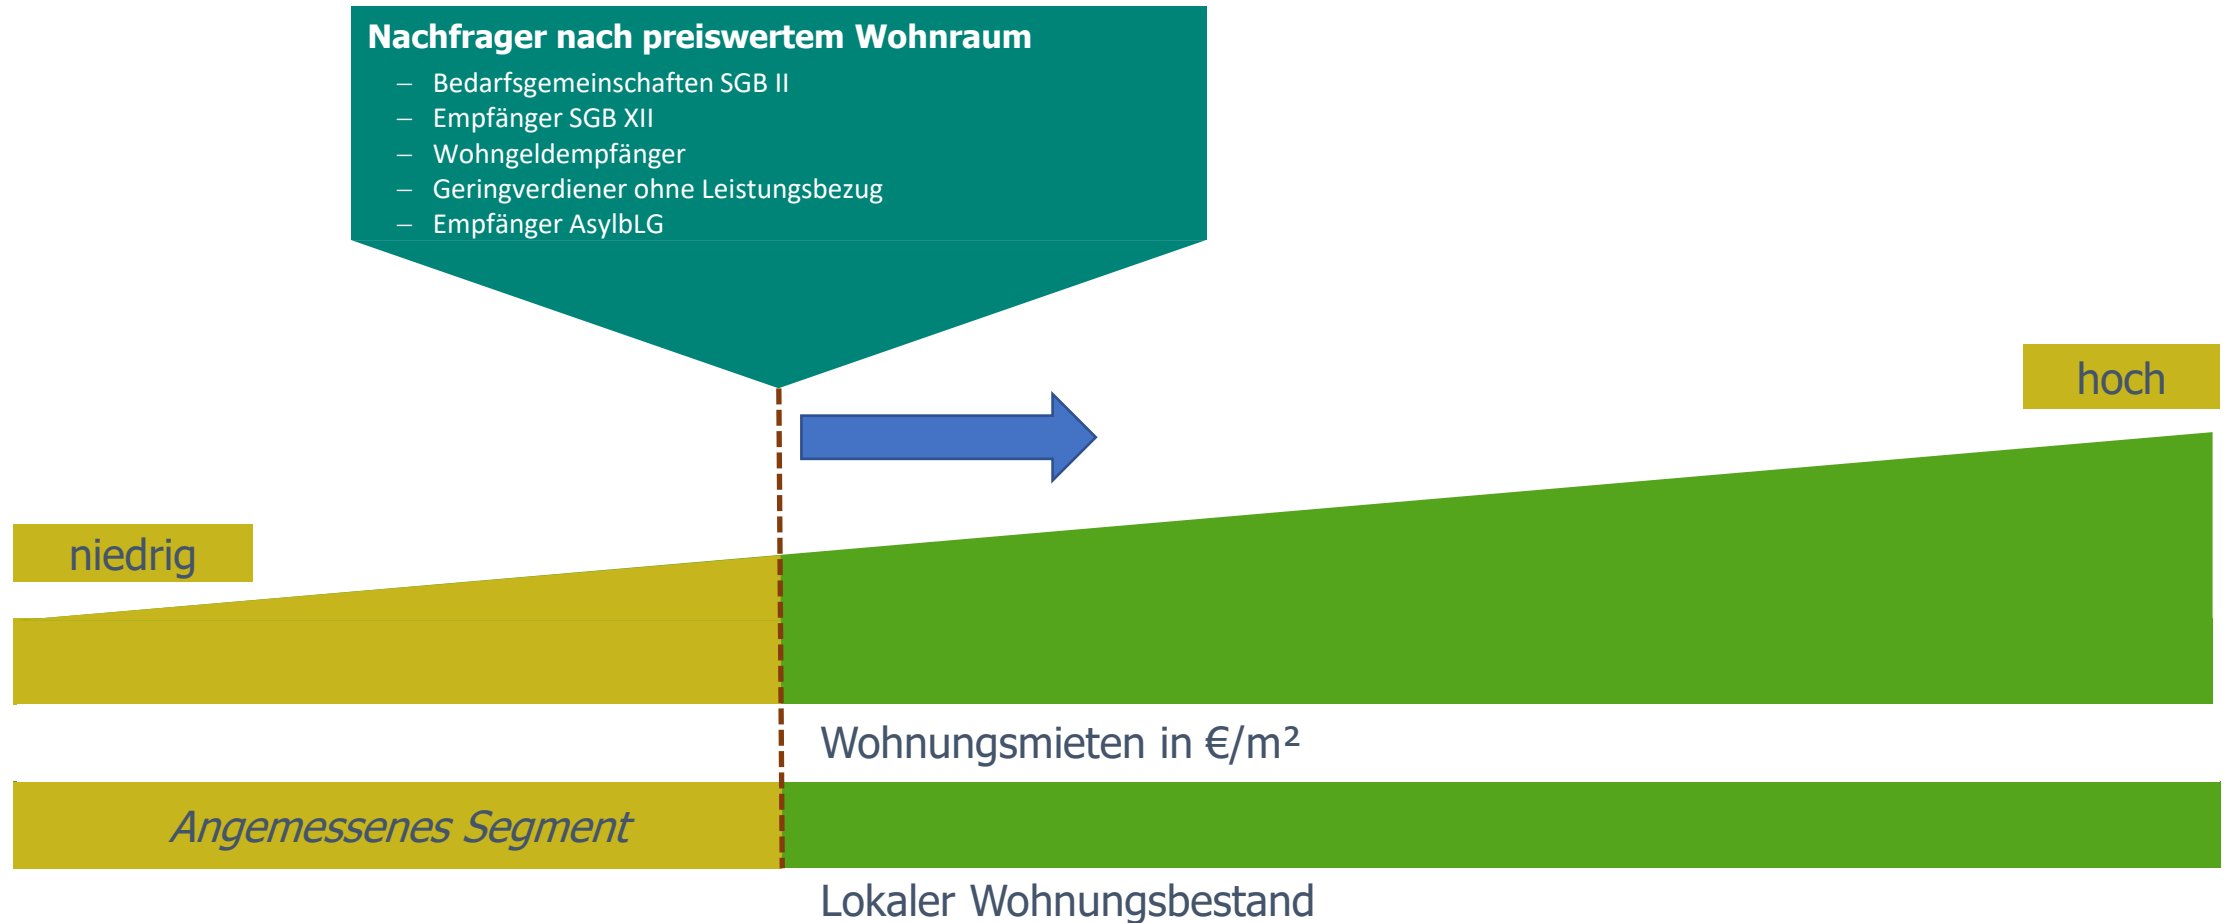 Nachfrager nach preiswertem Wohnraum
– Bedarfsgemeinschaften SGB II
– Empfänger SGB XII
– Wohngeldempfänger
– Geringverdiener ohne Leistungsbezug
– Empfänger AsylbLG
hoch
niedrig
Wohnungsmieten in €/m²
Angemessenes Segment
Lokaler Wohnungsbestand